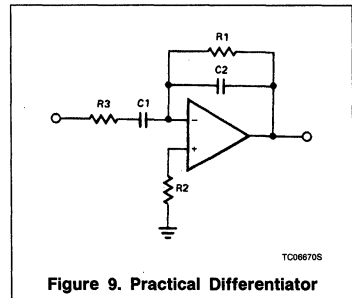 R1
C2
R3
C1
−
+
R2
TC06670S
Figure 9. Practical Differentiator